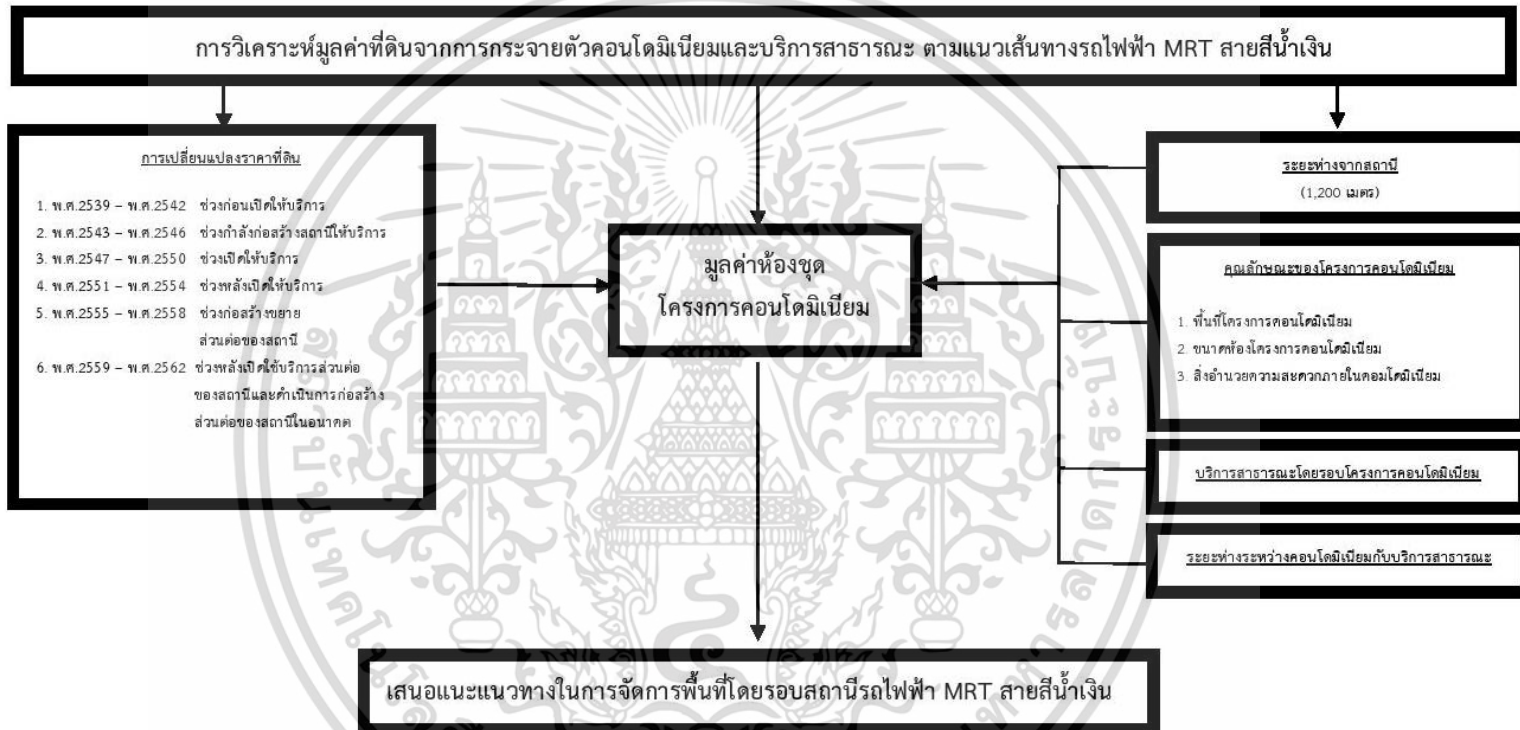 การวิเคราะห์มูลค่าที่ดินจากการกระจายตัวคอนโดมิเนียมและบริการสาธารณะ ตามแนวเส้นทางรถไฟฟ้า MRT สายสีน้ำเงิน
การเปลี่ยนแปลงราคาที่ดิน
1. พ.ศ.2539 – พ.ศ.2542 ช่วงก่อนเปิดให้บริการ
2. พ.ศ.2543 – พ.ศ.2546 ช่วงกำลังก่อสร้างสถานีให้บริการ
3. พ.ศ.2547 – พ.ศ.2550 ช่วงเปิดให้บริการ
4. พ.ศ.2551 – พ.ศ.2554 ช่วงหลังเปิดให้บริการ
5. พ.ศ.2555 – พ.ศ.2558 ช่วงก่อสร้างขยาย
ส่วนต่อของสถานี
6. พ.ศ.2559 – พ.ศ.2562 ช่วงหลังเปิดใช้บริการส่วนต่อ
ของสถานีและดำเนินการก่อสร้าง
ส่วนต่อของสถานีในอนาคต
มูลค่าห้องชุด
โครงการคอนโดมิเนียม
ระยะห่างจากสถานี
(1,200 เมตร)
คุณลักษณะของโครงการคอนโดมิเนียม
1. พื้นที่โครงการคอนโดมิเนียม
2. ขนาดห้องโครงการคอนโดมิเนียม
3. สิ่งอำนวยความสะดวกภายในคอมโดมิเนียม
บริการสาธารณะโดยรอบโครงการคอนโดมิเนียม
ระยะห่างระหว่างคอนโดมิเนียมกับบริการสาธารณะ
เสนอแนะแนวทางในการจัดการพื้นที่โดยรอบสถานีรถไฟฟ้า MRT สายสีน้ำเงิน